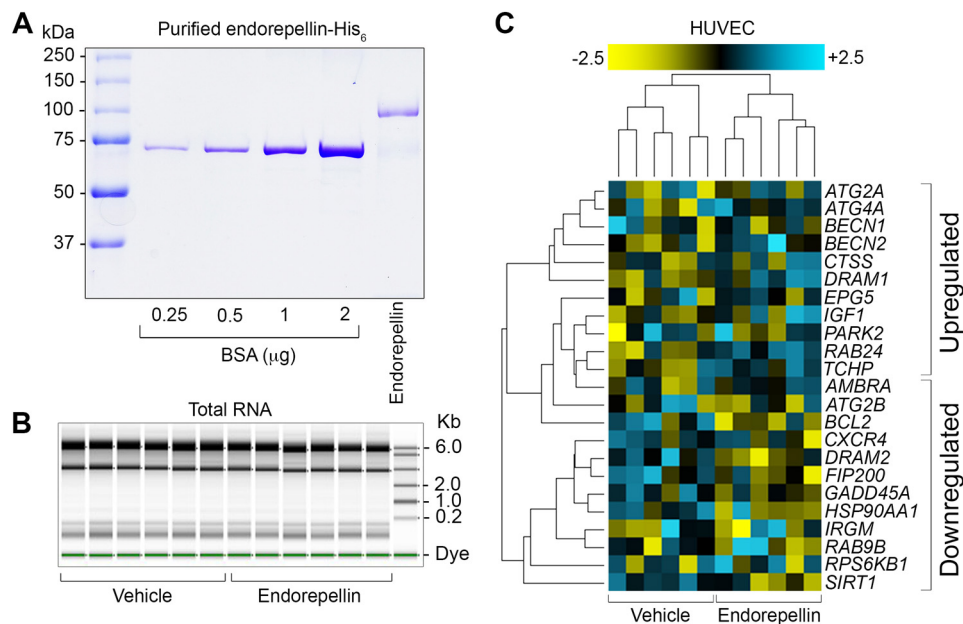 A
Purified endorepellin-His6
kDa
250
150
100
75
50
37
0.25 0.5 1 2
BSA (μg)
Endorepellin
B
Total RNA
Kb
6.0
2.0
1.0
0.2
Dye
Vehicle Endorepellin
C
HUVEC
-2.5 +2.5
ATG2A
ATG4A
BECN1
BECN2
CTSS
DRAM1
EPG5
IGF1
PARK2
RAB24
TCHP
AMBRA
ATG2B
BCL2
CXCR4
DRAM2
FIP200
GADD45A
HSP90AA1
IRGM
RAB9B
RPS6KB1
SIRT1
Upregulated
Downregulated
Vehicle Endorepellin